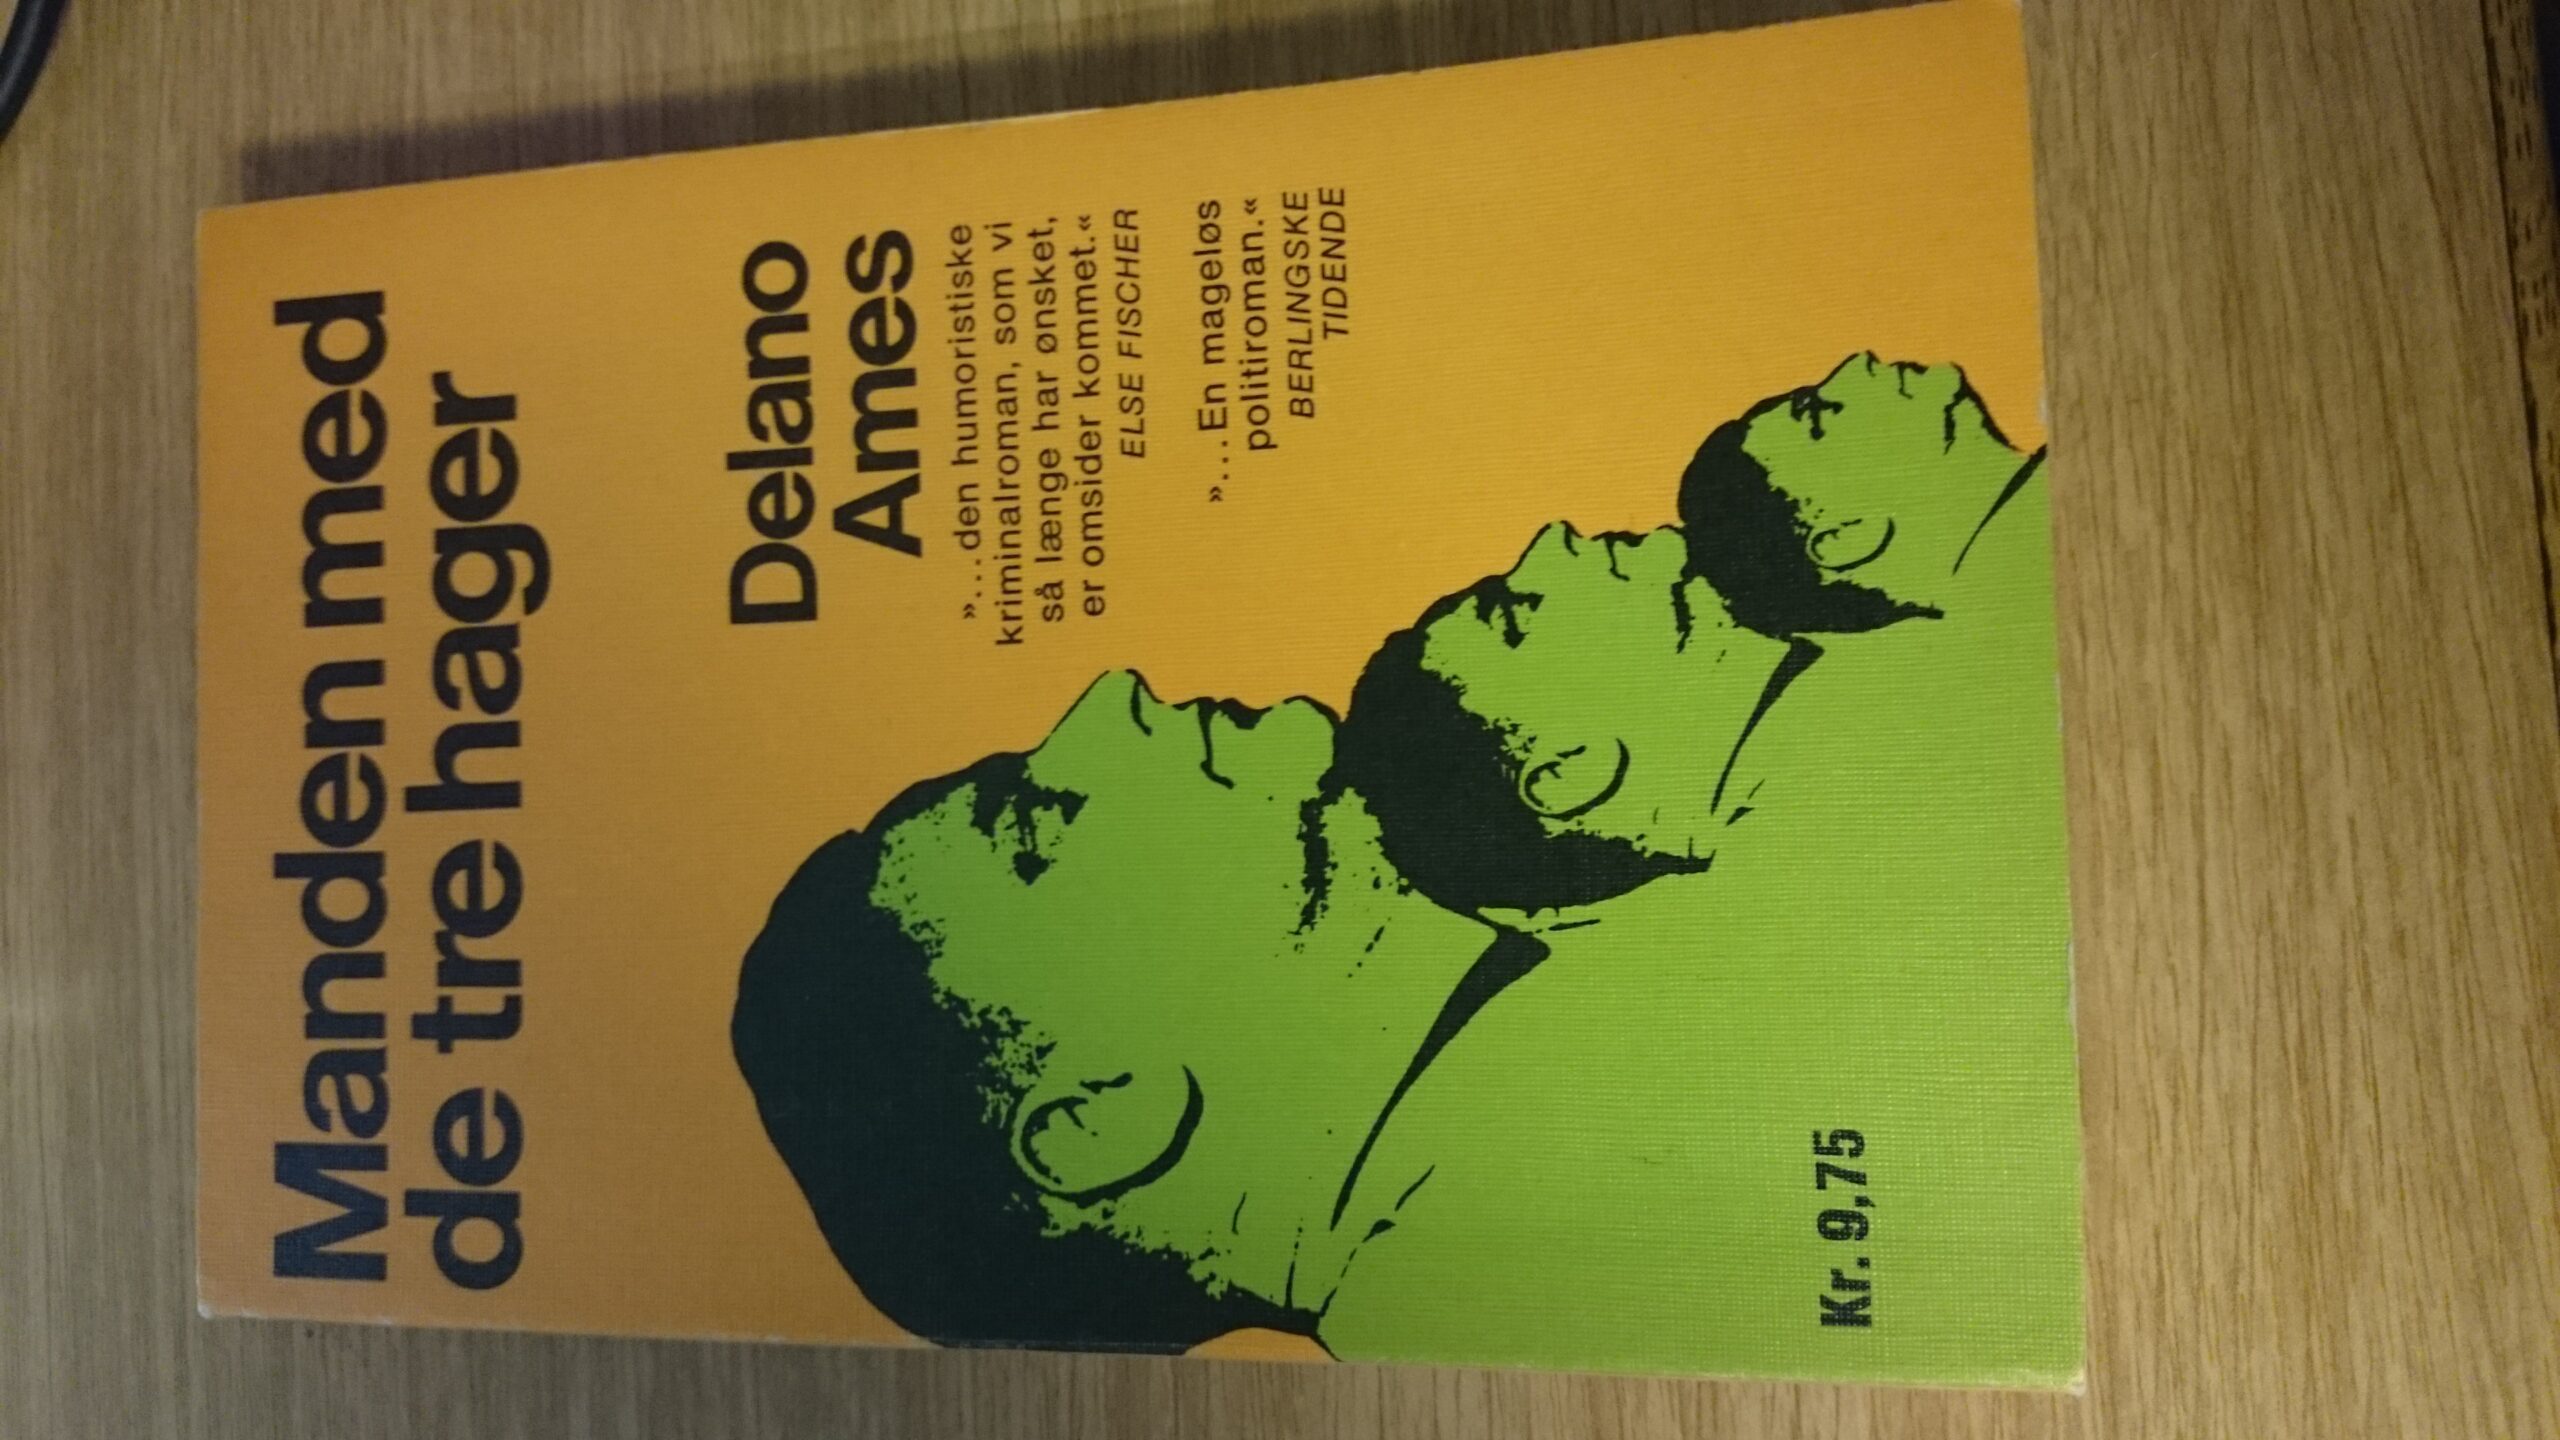 Manden med
de tre hager
Delano
Ames
»...den humoristiske
kriminalroman, som vi
så længe har ønsket,
er omsider kommet.«
ELSE FISCHER
»...En mageløs
politiroman.«
BERLINGSKE
TIDENDE
Kr. 9,75